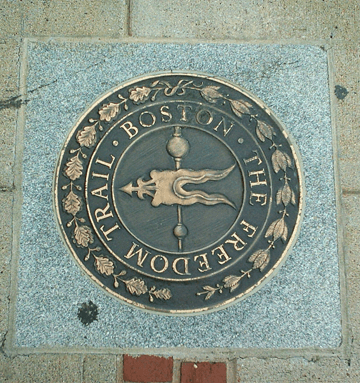 BOSTON
THE FREEDOM TRAIL